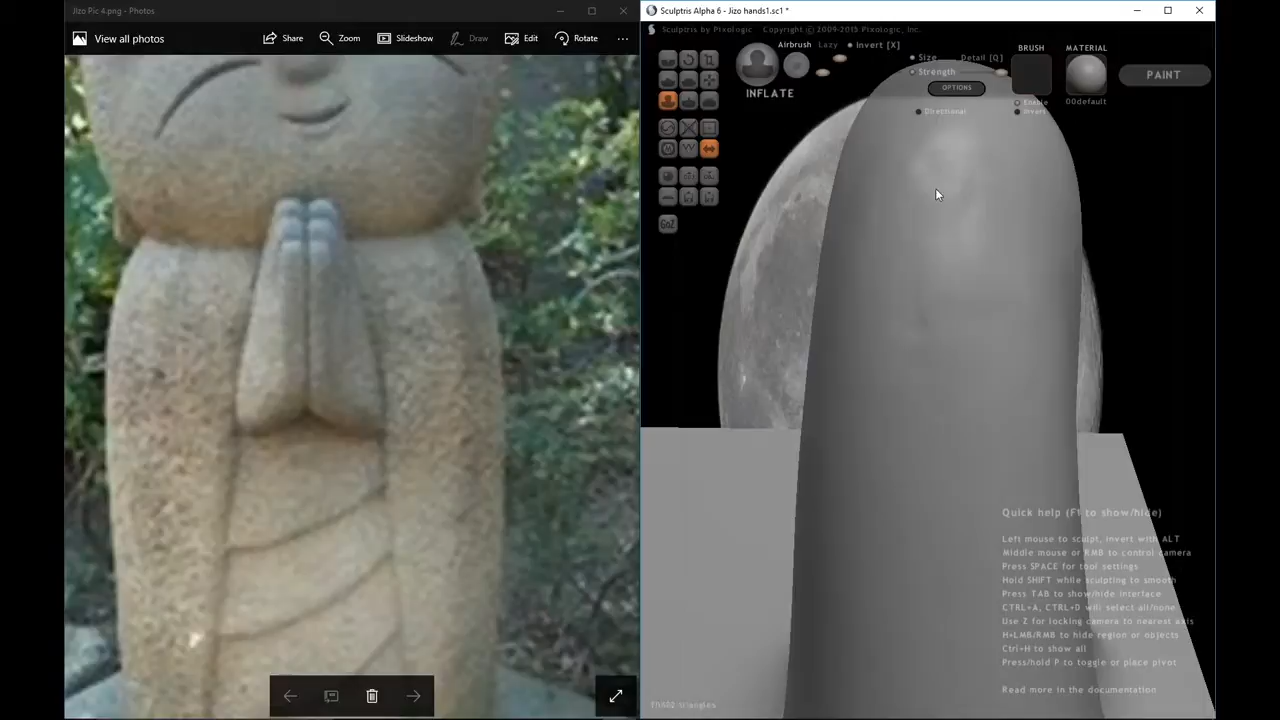 Jizo Pic 4.png - Photos
View all photos
Share
Zoom
Slideshow
Draw
Edit
Rotate
Sculptris Alpha 6 - Jizo hands1.sc1 *
Sculptris by Pixologic Copyright © 2009-2015 Pixologic, Inc.
Airbrush Lazy Invert [X]
INFLATE
Size Detail [Q]
Strength
OPTIONS
Directional
BRUSH
Enable
Invert
MATERIAL
00default
PAINT
GoZ
Quick help (F1 to show/hide)
Left mouse to sculpt, invert with ALT
Middle mouse or RMB to control camera
Press SPACE for tool settings
Hold SHIFT while sculpting to smooth
Press TAB to show/hide interface
CTRL+A, CTRL+D will select all/none
Use Z for locking camera to nearest axis
H+LMB/RMB to hide region or objects
Ctrl+H to show all
Press/hold P to toggle or place pivot
Read more in the documentation
triangles